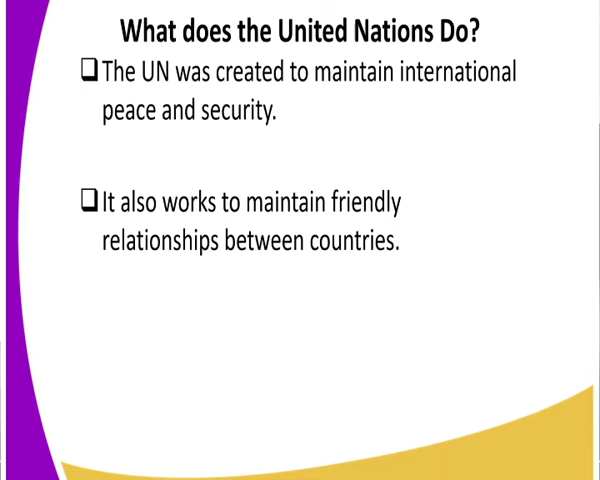 What does the United Nations Do?
❑The UN was created to maintain international
peace and security.
❑It also works to maintain friendly
relationships between countries.